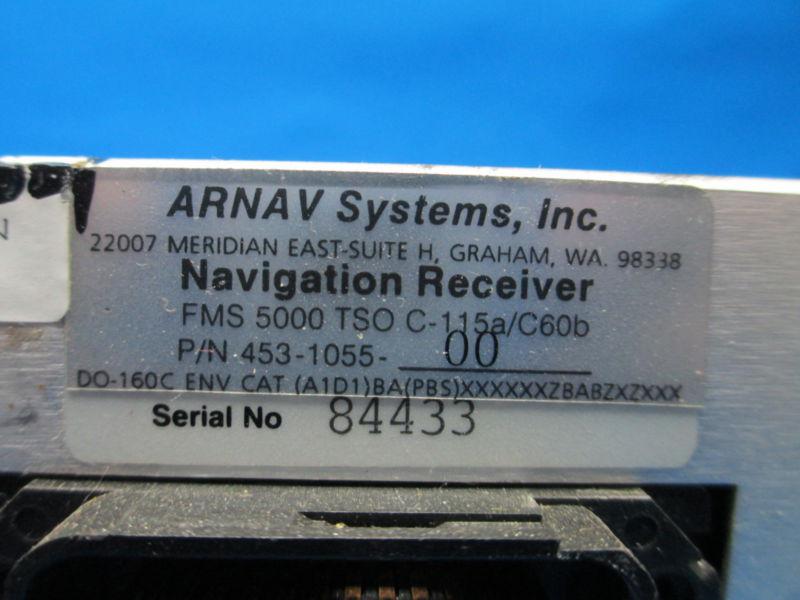 N
ARNAV Systems, Inc.
22007 MERIDIAN EAST-SUITE H, GRAHAM, WA. 98338
Navigation Receiver
FMS 5000 TSO C-115a/C60b
P/N 453-1055- 00
DO-160C ENV CAT (A1D1)BA(PBS)XXXXXXZBABZXZXXX
Serial No 84433